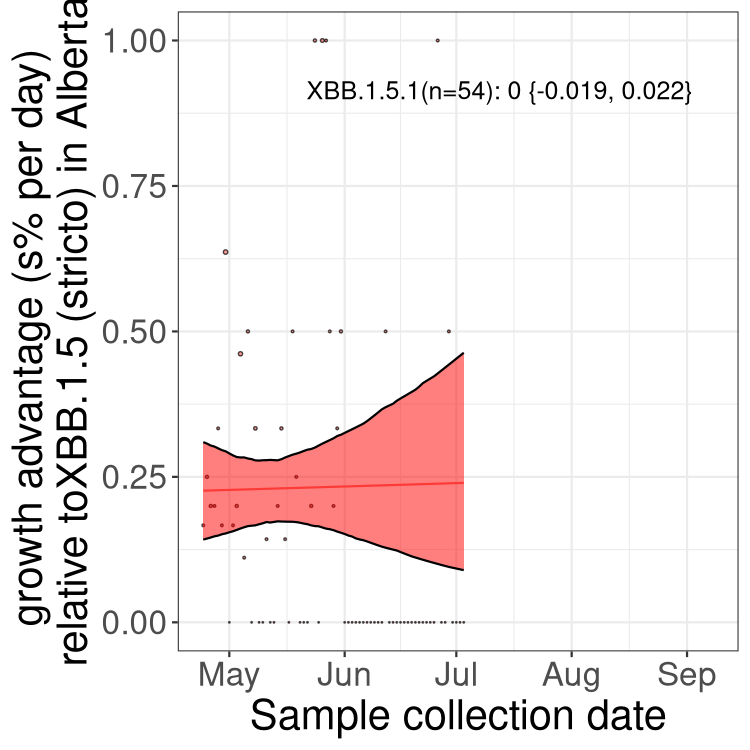 growth advantage (s% per day)
relative toXBB.1.5 (stricto) in Alberta
1.00
0.75
0.50
0.25
0.00
XBB.1.5.1(n=54): 0 {-0.019, 0.022}
May Jun Jul Aug Sep
Sample collection date